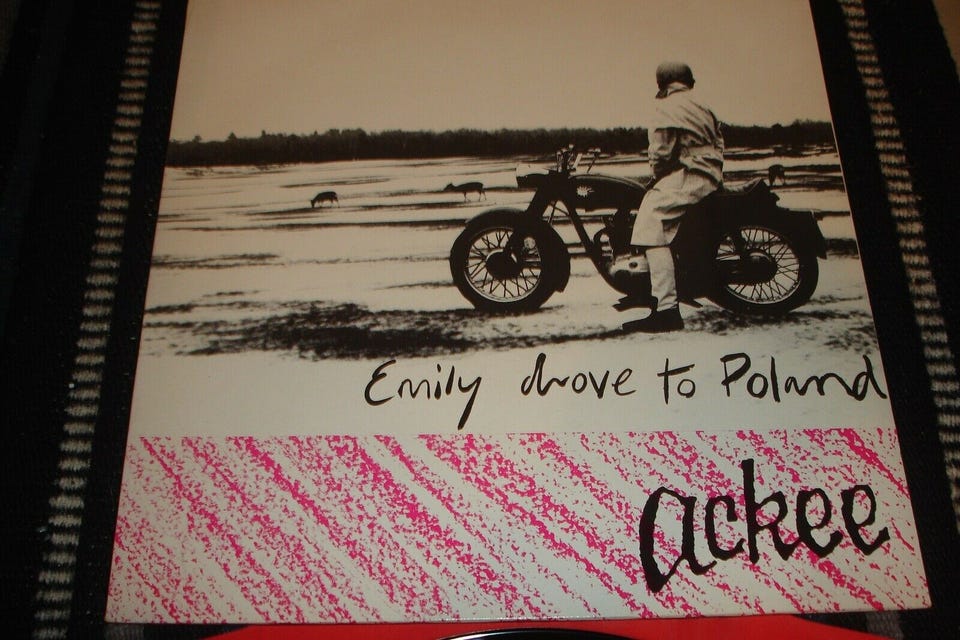 Emily drove to Poland
ackee